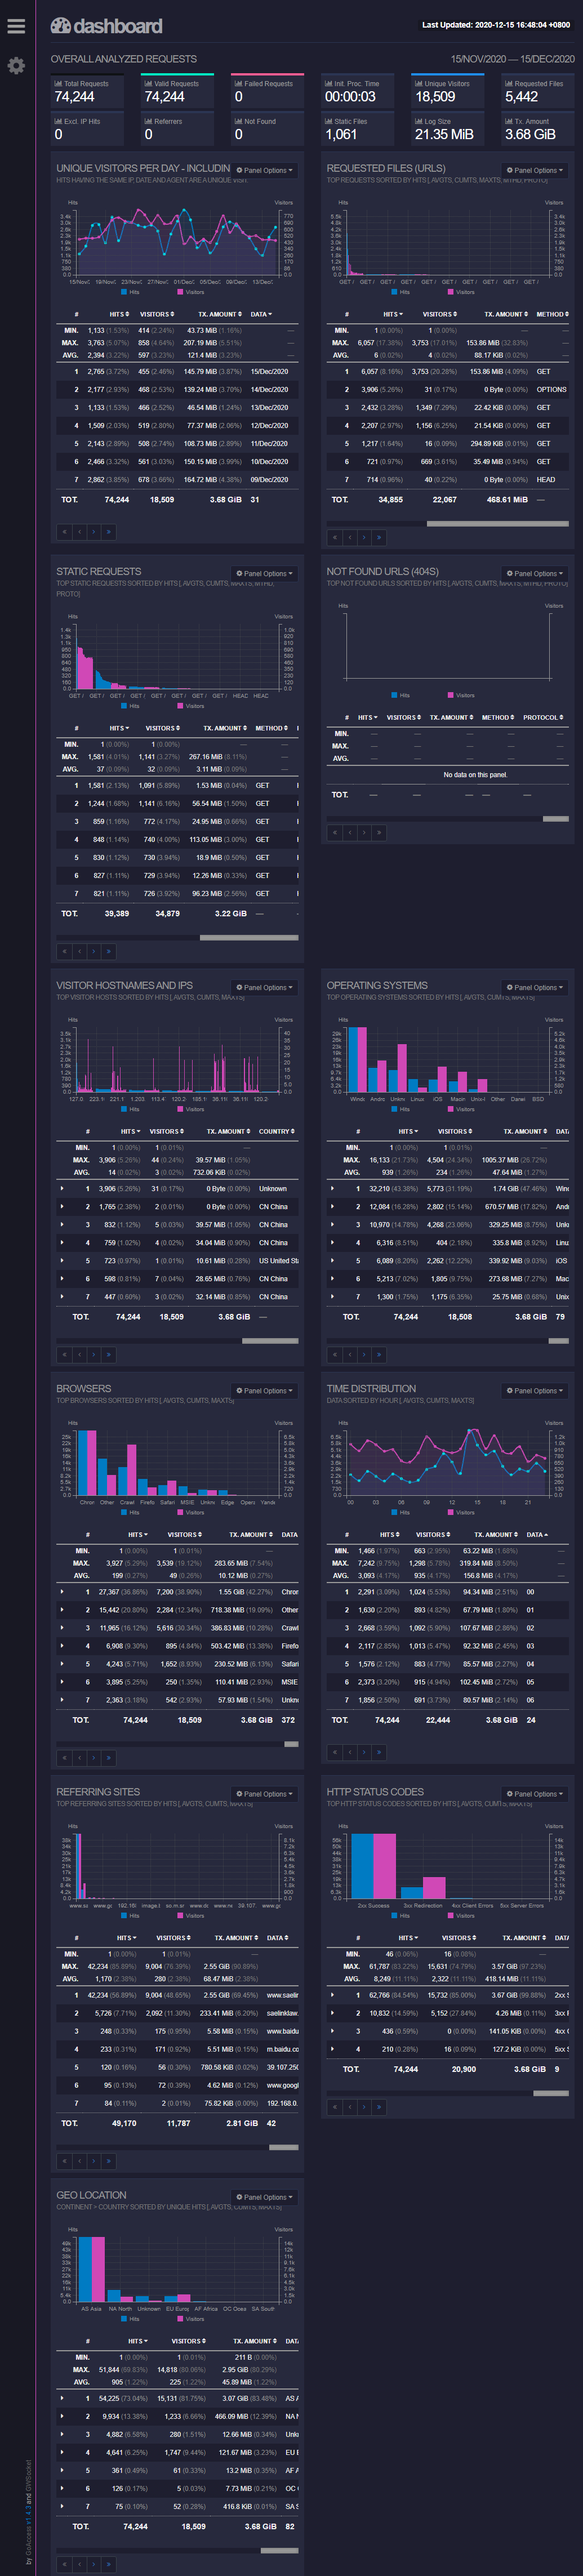 dashboard
Last Updated: 2020-12-15 16:48:04 +0800
OVERALL ANALYZED REQUESTS
15/NOV/2020 — 15/DEC/2020
Total Requests
74,244
Valid Requests
74,244
Failed Requests
0
Init. Proc. Time
00:00:03
Unique Visitors
18,509
Requested Files
5,442
Excl. IP Hits
0
Referrers
0
Not Found
0
Static Files
1,061
Log Size
21.35 MiB
Tx. Amount
3.68 GiB
UNIQUE VISITORS PER DAY - INCLUDIN
Panel Options
HITS HAVING THE SAME IP, DATE AND AGENT ARE A UNIQUE VISIT.
Hits Visitors
# HITS VISITORS TX. AMOUNT DATA
MIN. 1,133 (1.53%) 414 (2.24%) 43.73 MiB (1.16%) —
MAX. 3,763 (5.07%) 858 (4.64%) 207.19 MiB (5.51%) —
AVG. 2,394 (3.22%) 597 (3.23%) 121.4 MiB (3.23%) —
1 2,765 (3.72%) 455 (2.46%) 145.79 MiB (3.87%) 15/Dec/2020
2 2,177 (2.93%) 468 (2.53%) 139.24 MiB (3.70%) 14/Dec/2020
3 1,133 (1.53%) 466 (2.52%) 46.54 MiB (1.24%) 13/Dec/2020
4 1,509 (2.03%) 519 (2.80%) 77.37 MiB (2.06%) 12/Dec/2020
5 2,143 (2.89%) 508 (2.74%) 108.73 MiB (2.89%) 11/Dec/2020
6 2,466 (3.32%) 561 (3.03%) 150.15 MiB (3.99%) 10/Dec/2020
7 2,862 (3.85%) 678 (3.66%) 164.72 MiB (4.38%) 09/Dec/2020
TOT. 74,244 18,509 3.68 GiB 31
REQUESTED FILES (URLS)
Panel Options
TOP REQUESTS SORTED BY HITS [, AVGTS, CUMTS, MAXTS, MTHD, PROTO]
Hits Visitors
# HITS VISITORS TX. AMOUNT METHOD
MIN. 1 (0.00%) 1 (0.00%) — —
MAX. 6,057 (17.38%) 3,753 (17.01%) 153.86 MiB (32.83%) —
AVG. 6 (0.02%) 4 (0.02%) 88.17 KiB (0.02%) —
1 6,057 (8.16%) 3,753 (20.28%) 153.86 MiB (4.09%) GET
2 3,906 (5.26%) 31 (0.17%) 0 Byte (0.00%) OPTIONS
3 2,432 (3.28%) 1,349 (7.29%) 22.42 KiB (0.00%) GET
4 2,207 (2.97%) 1,156 (6.25%) 21.54 KiB (0.00%) GET
5 1,217 (1.64%) 16 (0.09%) 294.89 KiB (0.01%) GET
6 721 (0.97%) 669 (3.61%) 35.49 MiB (0.94%) GET
7 714 (0.96%) 40 (0.22%) 0 Byte (0.00%) HEAD
TOT. 34,855 22,067 468.61 MiB —
STATIC REQUESTS
Panel Options
TOP STATIC REQUESTS SORTED BY HITS [, AVGTS, CUMTS, MAXTS, MTHD,
PROTO]
Hits Visitors
# HITS VISITORS TX. AMOUNT METHOD
MIN. 1 (0.00%) 1 (0.00%) — —
MAX. 1,581 (4.01%) 1,141 (3.27%) 267.16 MiB (8.11%) —
AVG. 37 (0.09%) 32 (0.09%) 3.11 MiB (0.09%) —
1 1,581 (2.13%) 1,091 (5.89%) 1.53 MiB (0.04%) GET
2 1,244 (1.68%) 1,141 (6.16%) 56.54 MiB (1.50%) GET
3 859 (1.16%) 772 (4.17%) 24.95 MiB (0.66%) GET
4 848 (1.14%) 740 (4.00%) 113.05 MiB (3.00%) GET
5 830 (1.12%) 730 (3.94%) 18.9 MiB (0.50%) GET
6 827 (1.11%) 729 (3.94%) 12.26 MiB (0.33%) GET
7 821 (1.11%) 726 (3.92%) 96.23 MiB (2.56%) GET
TOT. 39,389 34,879 3.22 GiB —
NOT FOUND URLS (404S)
Panel Options
TOP NOT FOUND URLS SORTED BY HITS [, AVGTS, CUMTS, MAXTS, MTHD, PROTO]
Hits Visitors
# HITS VISITORS TX. AMOUNT METHOD PROTOCOL
MIN. — — — — —
MAX. — — — — —
AVG. — — — — —
No data on this panel.
TOT. — — — — —
VISITOR HOSTNAMES AND IPS
Panel Options
TOP VISITOR HOSTS SORTED BY HITS [, AVGTS, CUMTS, MAXTS]
Hits Visitors
# HITS VISITORS TX. AMOUNT COUNTRY
MIN. 1 (0.00%) 1 (0.01%) —
MAX. 3,906 (5.26%) 44 (0.24%) 39.57 MiB (1.05%)
AVG. 14 (0.02%) 3 (0.02%) 732.06 KiB (0.02%)
1 3,906 (5.26%) 31 (0.17%) 0 Byte (0.00%) Unknown
2 1,765 (2.38%) 2 (0.01%) 0 Byte (0.00%) CN China
3 832 (1.12%) 5 (0.03%) 39.57 MiB (1.05%) CN China
4 759 (1.02%) 4 (0.02%) 34.04 MiB (0.90%) CN China
5 723 (0.97%) 1 (0.01%) 10.61 MiB (0.28%) US United Sta
6 598 (0.81%) 7 (0.04%) 28.65 MiB (0.76%) CN China
7 447 (0.60%) 3 (0.02%) 32.14 MiB (0.85%) CN China
TOT. 74,244 18,509 3.68 GiB —
OPERATING SYSTEMS
Panel Options
TOP OPERATING SYSTEMS SORTED BY HITS [, AVGTS, CUMTS, MAXTS]
Hits Visitors
# HITS VISITORS TX. AMOUNT DATA
MIN. 1 (0.00%) 1 (0.01%) —
MAX. 16,133 (21.73%) 4,504 (24.34%) 1005.37 MiB (26.72%)
AVG. 939 (1.26%) 234 (1.26%) 47.64 MiB (1.27%)
1 32,210 (43.38%) 5,773 (31.19%) 1.74 GiB (47.46%) Winc
2 12,084 (16.28%) 2,802 (15.14%) 670.57 MiB (17.82%) Andr
3 10,970 (14.78%) 4,268 (23.06%) 329.25 MiB (8.75%) Unkı
4 6,316 (8.51%) 404 (2.18%) 335.8 MiB (8.92%) Linu
5 6,089 (8.20%) 2,262 (12.22%) 339.92 MiB (9.03%) iOS
6 5,213 (7.02%) 1,805 (9.75%) 273.68 MiB (7.27%) Maci
7 1,300 (1.75%) 1,175 (6.35%) 25.75 MiB (0.68%) Unix
TOT. 74,244 18,508 3.68 GiB 79
BROWSERS
Panel Options
TOP BROWSERS SORTED BY HITS [, AVGTS, CUMTS, MAXTS]
Hits Visitors
# HITS VISITORS TX. AMOUNT DATA
MIN. 1 (0.00%) 1 (0.01%) —
MAX. 3,927 (5.29%) 3,539 (19.12%) 283.65 MiB (7.54%)
AVG. 199 (0.27%) 49 (0.26%) 10.12 MiB (0.27%)
1 27,367 (36.86%) 7,200 (38.90%) 1.55 GiB (42.27%) Chror
2 15,442 (20.80%) 2,284 (12.34%) 718.38 MiB (19.09%) Other
3 11,965 (16.12%) 5,616 (30.34%) 386.83 MiB (10.28%) Crawl
4 6,908 (9.30%) 895 (4.84%) 503.42 MiB (13.38%) Firefo
5 4,243 (5.71%) 1,652 (8.93%) 230.52 MiB (6.13%) Safari
6 3,895 (5.25%) 250 (1.35%) 110.41 MiB (2.93%) MSIE
7 2,363 (3.18%) 542 (2.93%) 57.93 MiB (1.54%) Unkn
TOT. 74,244 18,509 3.68 GiB 372
TIME DISTRIBUTION
Panel Options
DATA SORTED BY HOUR [, AVGTS, CUMTS, MAXTS]
Hits Visitors
00 03 06 09 12 15 18 21
# HITS VISITORS TX. AMOUNT DATA
MIN. 1,466 (1.97%) 663 (2.95%) 63.22 MiB (1.68%) —
MAX. 7,242 (9.75%) 1,298 (5.78%) 319.84 MiB (8.50%) —
AVG. 3,093 (4.17%) 935 (4.17%) 156.8 MiB (4.17%) —
1 2,291 (3.09%) 1,024 (5.53%) 94.34 MiB (2.51%) 00
2 1,630 (2.20%) 893 (4.82%) 67.79 MiB (1.80%) 01
3 2,668 (3.59%) 1,092 (5.90%) 107.67 MiB (2.86%) 02
4 2,117 (2.85%) 1,013 (5.47%) 92.32 MiB (2.45%) 03
5 1,576 (2.12%) 883 (4.77%) 85.57 MiB (2.27%) 04
6 2,373 (3.20%) 915 (4.94%) 102.45 MiB (2.72%) 05
7 1,856 (2.50%) 691 (3.73%) 80.57 MiB (2.14%) 06
TOT. 74,244 22,444 3.68 GiB 24
REFERRING SITES
Panel Options
TOP REFERRING SITES SORTED BY HITS [, AVGTS, CUMTS, MAXTS]
Hits Visitors
# HITS VISITORS TX. AMOUNT DATA
MIN. 1 (0.00%) 1 (0.01%) —
MAX. 42,234 (85.89%) 9,004 (76.39%) 2.55 GiB (90.89%)
AVG. 1,170 (2.38%) 280 (2.38%) 68.47 MiB (2.38%)
1 42,234 (56.89%) 9,004 (48.65%) 2.55 GiB (69.45%) www.saelin
2 5,726 (7.71%) 2,092 (11.30%) 233.41 MiB (6.20%) saelinklaw.
3 248 (0.33%) 175 (0.95%) 5.58 MiB (0.15%) www.baidu
4 233 (0.31%) 171 (0.92%) 5.51 MiB (0.15%) m.baidu.cc
5 120 (0.16%) 56 (0.30%) 780.58 KiB (0.02%) 39.107.250
6 95 (0.13%) 72 (0.39%) 4.62 MiB (0.12%) www.googl
7 84 (0.11%) 2 (0.01%) 75.82 KiB (0.00%) 192.168.0.
TOT. 49,170 11,787 2.81 GiB 42
HTTP STATUS CODES
Panel Options
TOP HTTP STATUS CODES SORTED BY HITS [, AVGTS, CUMTS, MAXTS]
Hits Visitors
2xx Success 3xx Redirection 4xx Client Errors 5xx Server Errors
# HITS VISITORS TX. AMOUNT DATA
MIN. 46 (0.06%) 16 (0.08%) —
MAX. 61,787 (83.22%) 15,631 (74.79%) 3.57 GiB (97.23%)
AVG. 8,249 (11.11%) 2,322 (11.11%) 418.14 MiB (11.11%)
1 62,766 (84.54%) 15,732 (85.00%) 3.67 GiB (99.88%) 2xx S
2 10,832 (14.59%) 5,152 (27.84%) 4.26 MiB (0.11%) 3xx F
3 436 (0.59%) 0 (0.00%) 141.05 KiB (0.00%) 4xx C
4 210 (0.28%) 16 (0.09%) 127.2 KiB (0.00%) 5xx S
TOT. 74,244 20,900 3.68 GiB 9
GEO LOCATION
Panel Options
CONTINENT > COUNTRY SORTED BY UNIQUE HITS [, AVGTS, CUMTS, MAXTS]
Hits Visitors
# HITS VISITORS TX. AMOUNT DATA
MIN. 1 (0.00%) 1 (0.01%) 211 B (0.00%)
MAX. 51,844 (69.83%) 14,818 (80.06%) 2.95 GiB (80.29%)
AVG. 905 (1.22%) 225 (1.22%) 45.89 MiB (1.22%)
1 54,225 (73.04%) 15,131 (81.75%) 3.07 GiB (83.48%) AS A
2 9,934 (13.38%) 1,233 (6.66%) 466.09 MiB (12.39%) NA N
3 4,882 (6.58%) 280 (1.51%) 12.66 MiB (0.34%) Unkı
4 4,641 (6.25%) 1,747 (9.44%) 121.67 MiB (3.23%) EU E
5 361 (0.49%) 61 (0.33%) 13.2 MiB (0.35%) AF A
6 126 (0.17%) 5 (0.03%) 7.73 MiB (0.21%) OC (
7 75 (0.10%) 52 (0.28%) 416.8 KiB (0.01%) SA S
TOT. 74,244 18,509 3.68 GiB 82
by GoAccess v1.4.3 and GWSocket